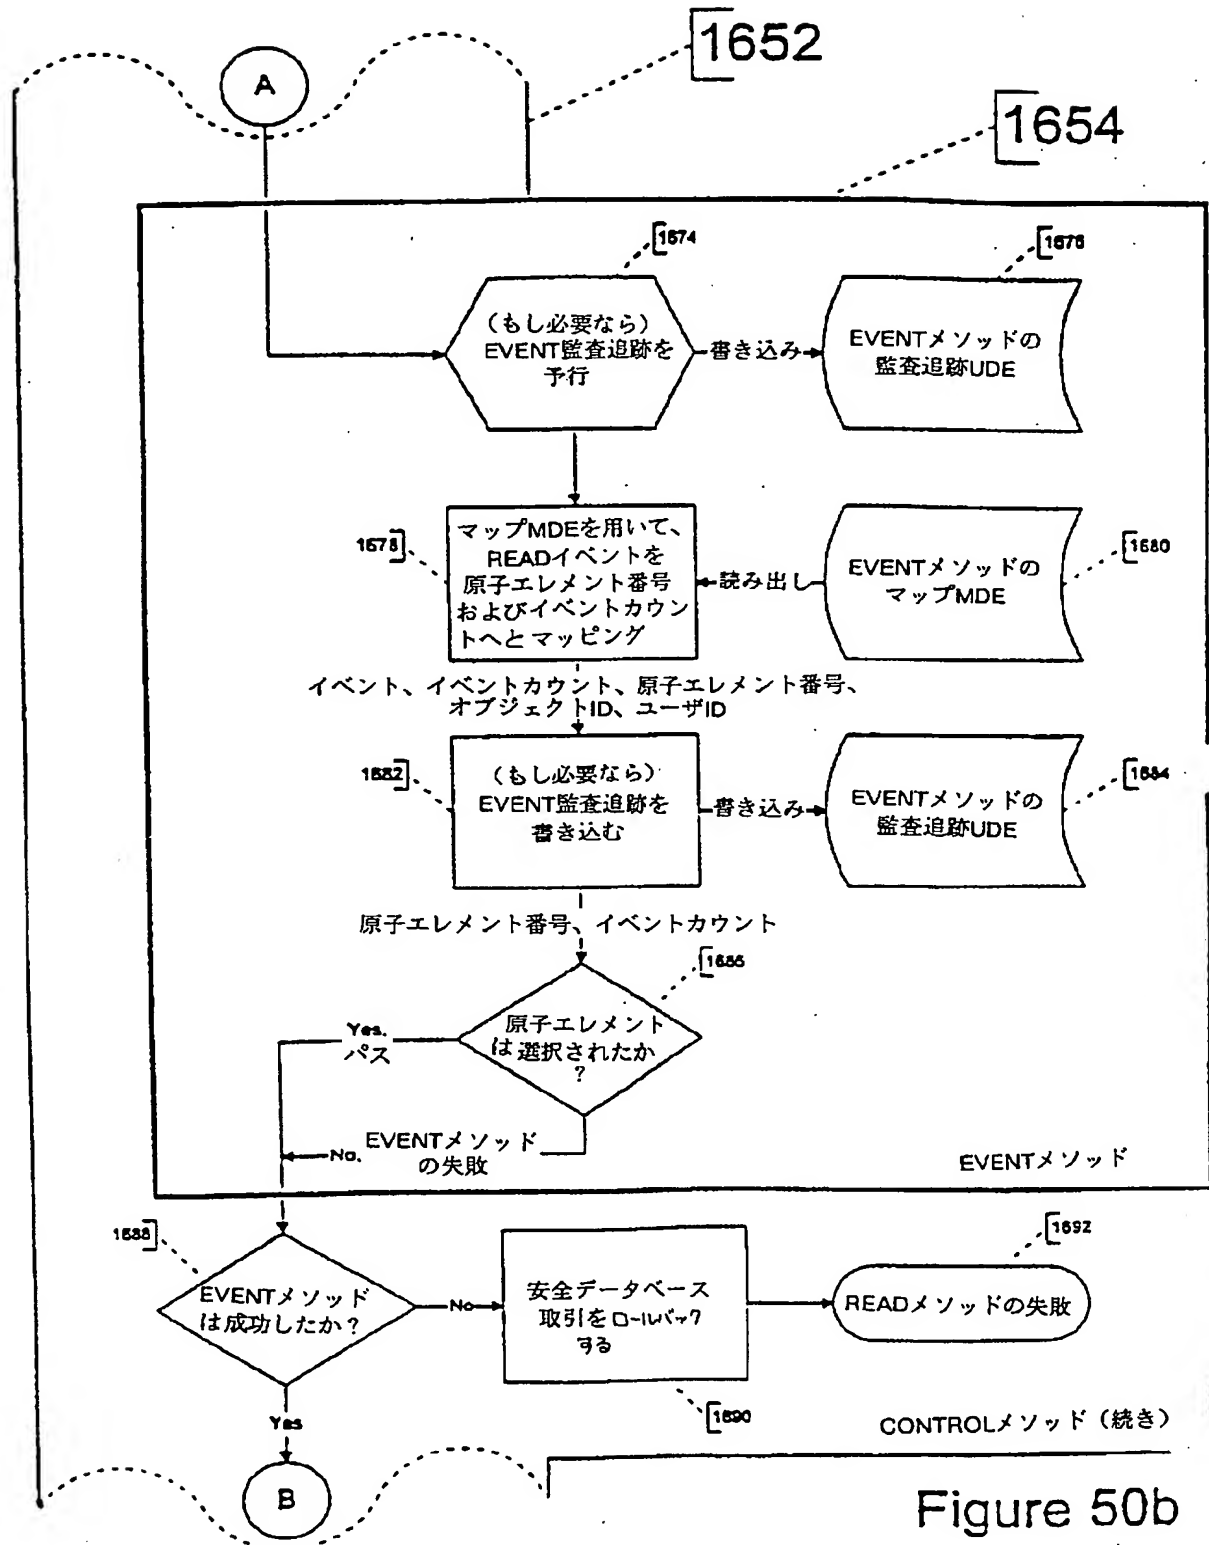 1652
A
1654
1674
1676
(もし必要なら)
EVENT監査追跡を
予行
書き込み
EVENTメソッドの
監査追跡UDE
1678
マップMDEを用いて、
READイベントを
原子エレメント番号
およびイベントカウン
トへとマッピング
読み出し
EVENTメソッドの
マップMDE
1680
イベント、イベントカウント、原子エレメント番号、
オブジェクトID、ユーザID
1682
(もし必要なら)
EVENT監査追跡を
書き込む
書き込み
EVENTメソッドの
監査追跡UDE
1684
原子エレメント番号、イベントカウント
1686
原子エレメント
は選択されたか
?
Yes.
パス
No.
EVENTメソッド
の失敗
EVENTメソッド
1688
EVENTメソッド
は成功したか?
No
安全データベース
取引をロールバック
する
1690
READメソッドの失敗
1692
Yes
CONTROLメソッド(続き)
B
Figure 50b